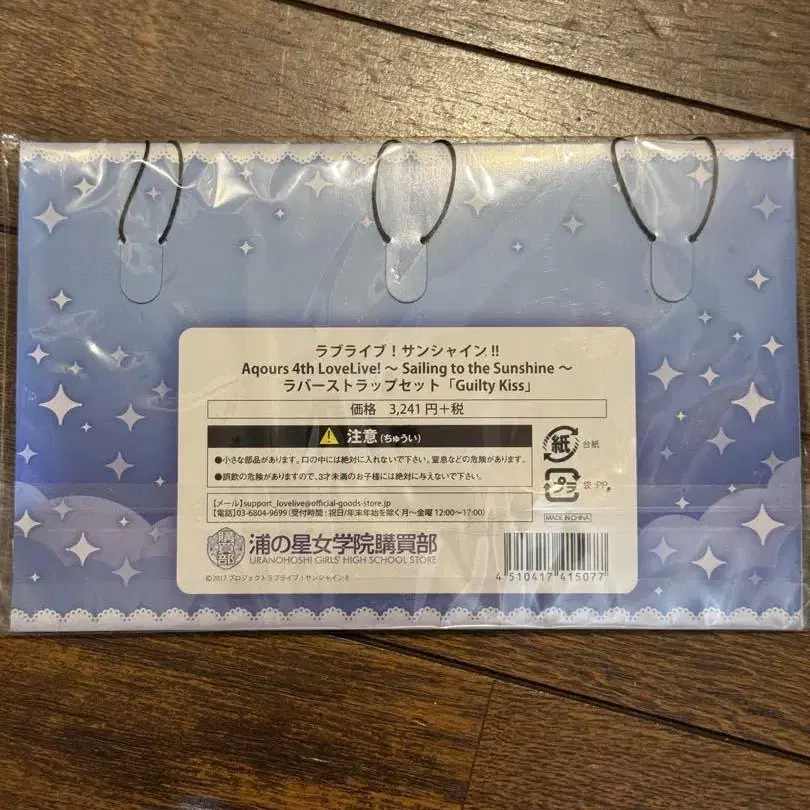 ラブライブ！サンシャイン!!
Aqours 4th LoveLive! ～ Sailing to the Sunshine ～
ラバーストラップセット「Guilty Kiss」
価格 3,241円+税
注意(ちゅうい)
●小さな部品があります。口の中には絶対に入れないで下さい。窒息などの危険があります。
●誤飲の危険がありますので、3才未満のお子様には絶対に与えないで下さい。
紙 台紙
プラ 袋:PP
【メール】support_lovelive@official-goods-store.jp
【電話】03-6804-9699(受付時間：祝日/年末年始を除く月～金曜 12:00～17:00)
MADE IN CHINA
購買部
浦の星女学院購買部
URANOHOSHI GIRLS' HIGH SCHOOL STORE
©2017 プロジェクトラブライブ！サンシャイン!!
4 510417 415077